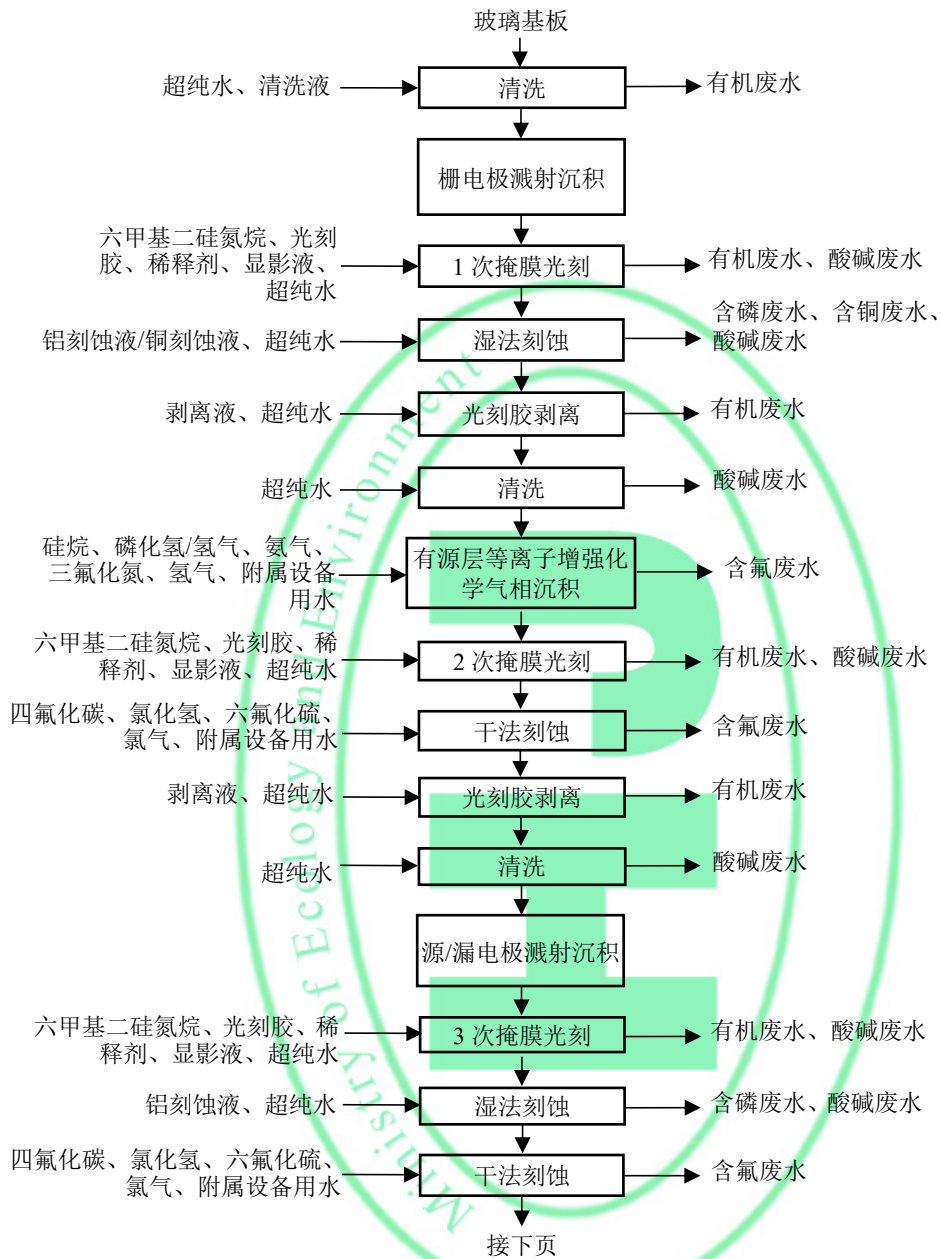 玻璃基板
超纯水、清洗液
清洗
有机废水
栅电极溅射沉积
六甲基二硅氮烷、光刻
胶、稀释剂、显影液、
超纯水
1 次掩膜光刻
有机废水、酸碱废水
铝刻蚀液/铜刻蚀液、超纯水
湿法刻蚀
含磷废水、含铜废水、
酸碱废水
剥离液、超纯水
光刻胶剥离
有机废水
超纯水
清洗
酸碱废水
硅烷、磷化氢/氢气、氨气、
三氟化氮、氢气、附属设备
用水
有源层等离子增强化
学气相沉积
含氟废水
六甲基二硅氮烷、光刻胶、稀
释剂、显影液、超纯水
2 次掩膜光刻
有机废水、酸碱废水
四氟化碳、氯化氢、六氟化硫、
氯气、附属设备用水
干法刻蚀
含氟废水
剥离液、超纯水
光刻胶剥离
有机废水
超纯水
清洗
酸碱废水
源/漏电极溅射沉积
六甲基二硅氮烷、光刻胶、稀
释剂、显影液、超纯水
3 次掩膜光刻
有机废水、酸碱废水
铝刻蚀液、超纯水
湿法刻蚀
含磷废水、酸碱废水
四氟化碳、氯化氢、六氟化硫、
氯气、附属设备用水
干法刻蚀
含氟废水
接下页
Ministry of Ecology and Environment